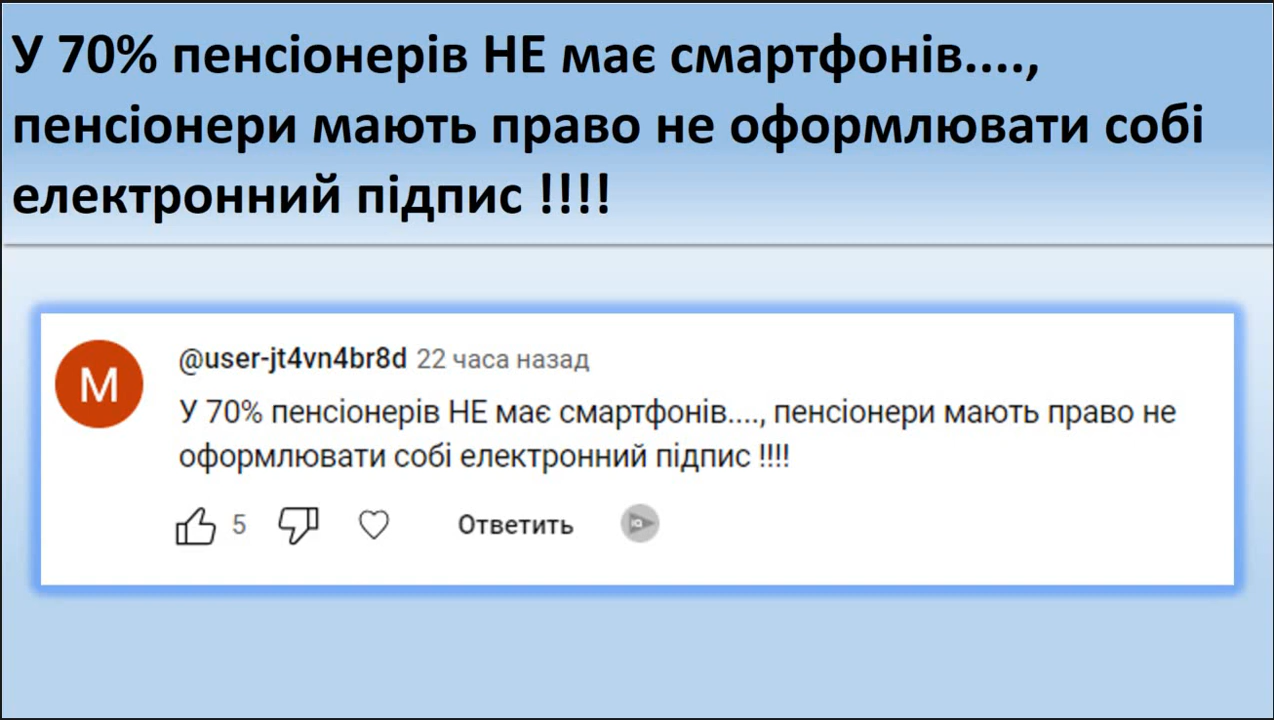 У 70% пенсіонерів НЕ має смартфонів....,
пенсіонери мають право не оформлювати собі
електронний підпис !!!!
М
@user-jt4vn4br8d 22 часа назад
У 70% пенсіонерів НЕ має смартфонів...., пенсіонери мають право не
оформлювати собі електронний підпис !!!!
5 Ответить iQ